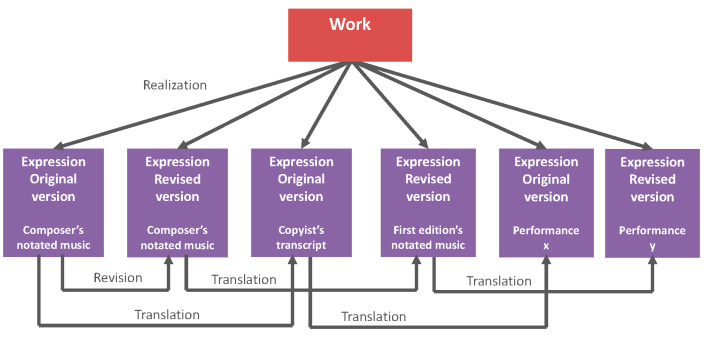 Work
Realization
Expression
Original
version
Composer's
notated music
Expression
Revised
version
Composer's
notated music
Expression
Original
version
Copyist's
transcript
Expression
Revised
version
First edition's
notated music
Expression
Original
version
Performance
x
Expression
Revised
version
Performance
y
Revision
Translation
Translation
Translation
Translation